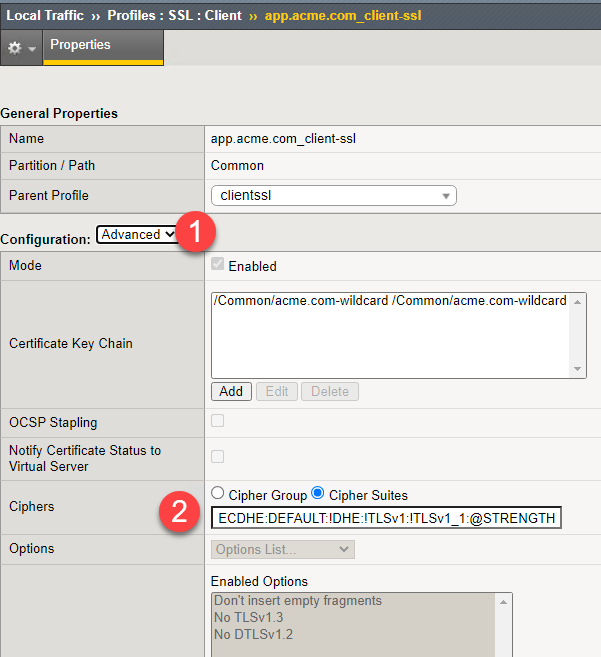 Local Traffic ›› Profiles : SSL : Client ›› app.acme.com_client-ssl
Properties
General Properties
Name app.acme.com_client-ssl
Partition / Path Common
Parent Profile clientssl
Configuration: Advanced 1
Mode Enabled
Certificate Key Chain
/Common/acme.com-wildcard /Common/acme.com-wildcard
Add Edit Delete
OCSP Stapling
Notify Certificate Status to
Virtual Server
Ciphers 2 Cipher Group Cipher Suites
ECDHE:DEFAULT:!DHE:!TLSv1:!TLSv1_1:@STRENGTH
Options Options List...
Enabled Options
Don't insert empty fragments
No TLSv1.3
No DTLSv1.2